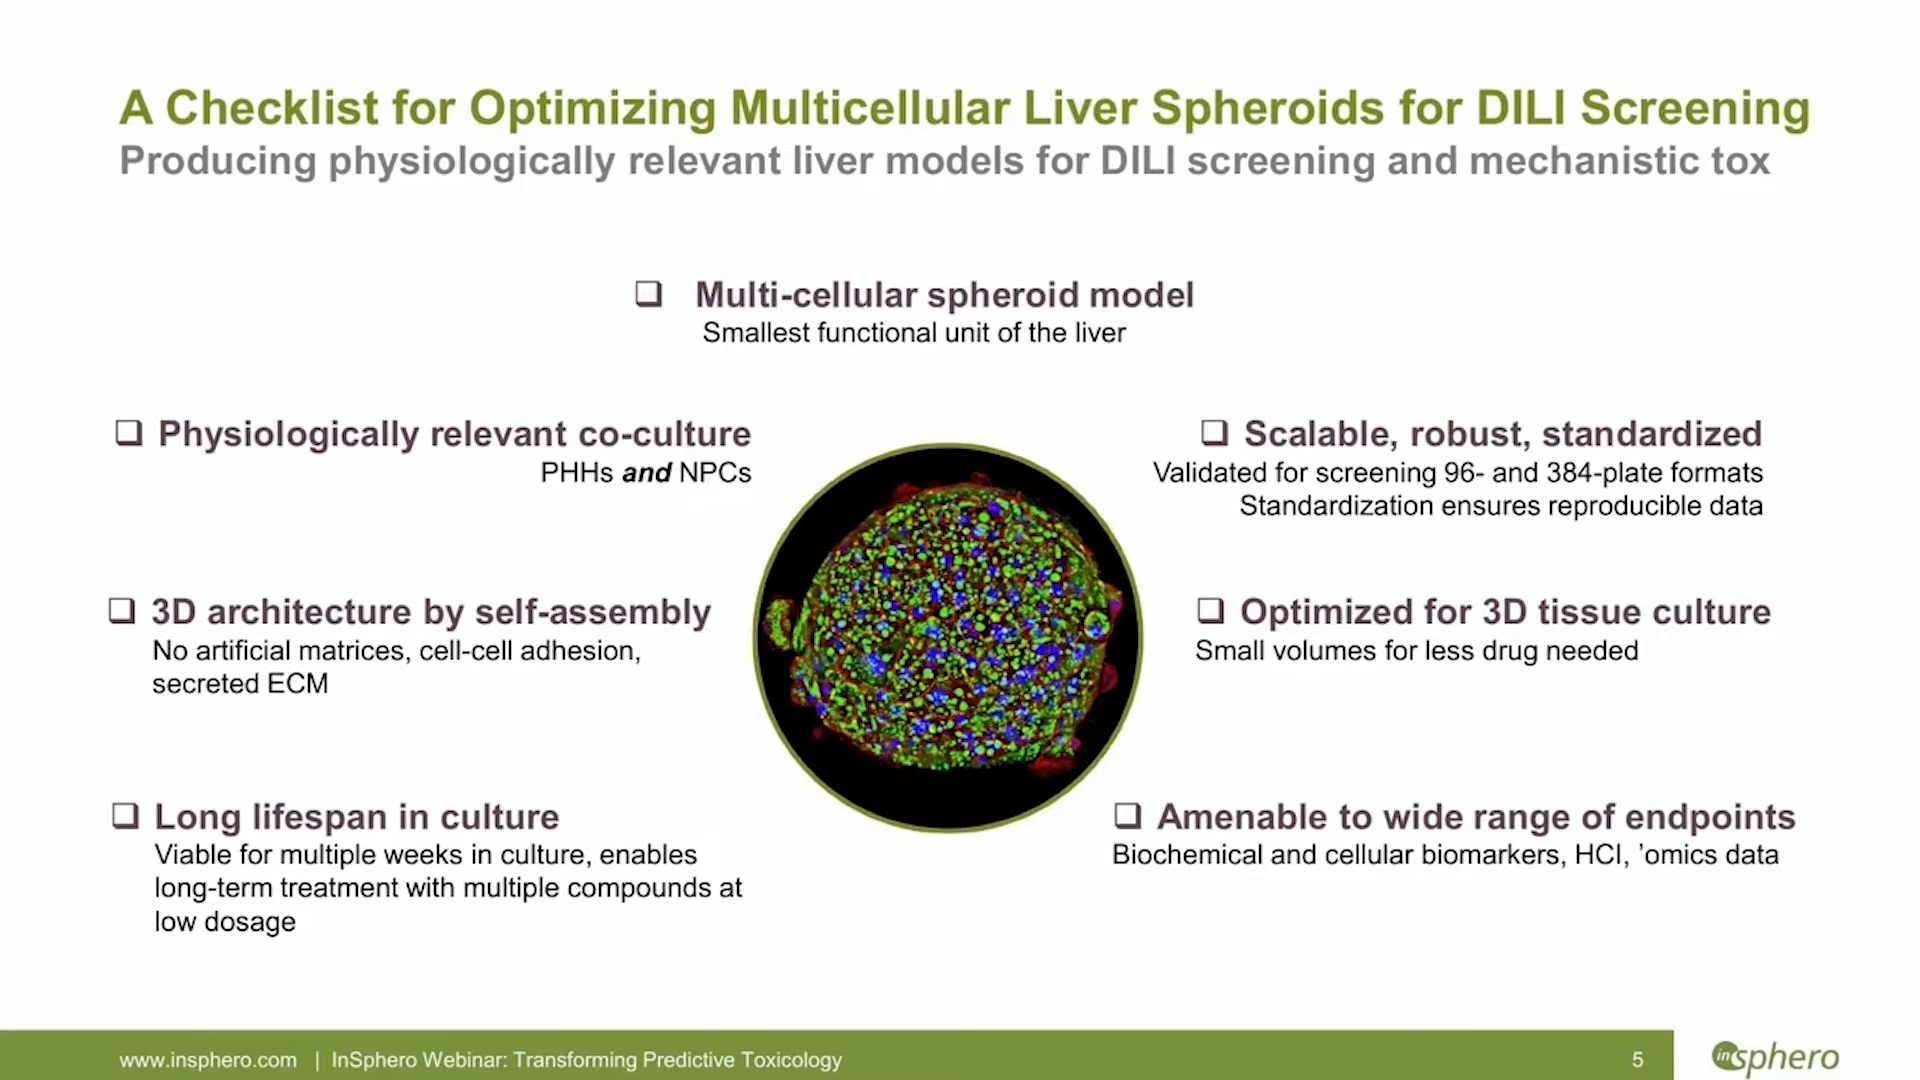 A Checklist for Optimizing Multicellular Liver Spheroids for DILI Screening
Producing physiologically relevant liver models for DILI screening and mechanistic tox
❑ Multi-cellular spheroid model
Smallest functional unit of the liver
❑ Physiologically relevant co-culture
PHHs and NPCs
❑ 3D architecture by self-assembly
No artificial matrices, cell-cell adhesion,
secreted ECM
❑ Long lifespan in culture
Viable for multiple weeks in culture, enables
long-term treatment with multiple compounds at
low dosage
❑ Scalable, robust, standardized
Validated for screening 96- and 384-plate formats
Standardization ensures reproducible data
❑ Optimized for 3D tissue culture
Small volumes for less drug needed
❑ Amenable to wide range of endpoints
Biochemical and cellular biomarkers, HCI, ’omics data
www.insphero.com | InSphero Webinar: Transforming Predictive Toxicology
5
insphero